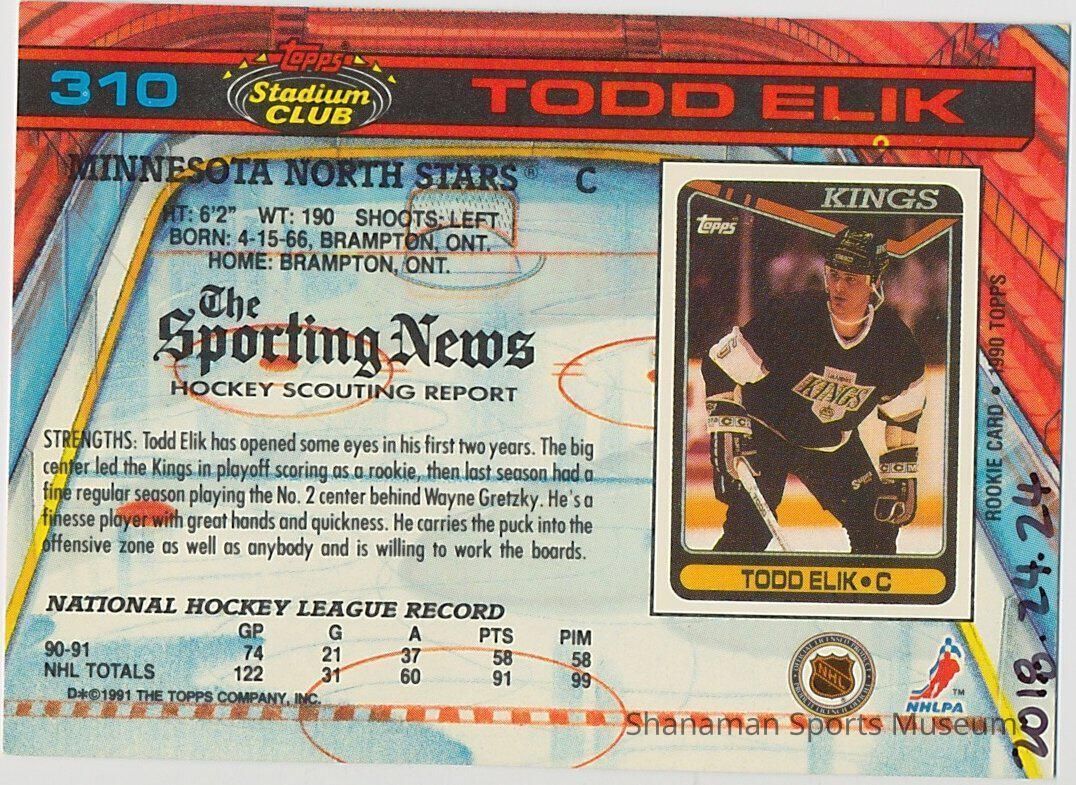 310
Topps
Stadium
CLUB
TODD ELIK
MINNESOTA NORTH STARS® C
HT: 6'2" WT: 190 SHOOTS: LEFT
BORN: 4-15-66, BRAMPTON, ONT.
HOME: BRAMPTON, ONT.
The
Sporting News
HOCKEY SCOUTING REPORT
STRENGTHS: Todd Elik has opened some eyes in his first two years. The big
center led the Kings in playoff scoring as a rookie, then last season had a
fine regular season playing the No. 2 center behind Wayne Gretzky. He's a
finesse player with great hands and quickness. He carries the puck into the
offensive zone as well as anybody and is willing to work the boards.
NATIONAL HOCKEY LEAGUE RECORD
GP G A PTS PIM
90-91 74 21 37 58 58
NHL TOTALS 122 31 60 91 99
D*©1991 THE TOPPS COMPANY, INC.
KINGS
Topps
KINGS
CCM
TODD ELIK • C
ROOKIE CARD • 1990 TOPPS
NHL
NHLPA™
2018.24.24
Shanaman Sports Museum